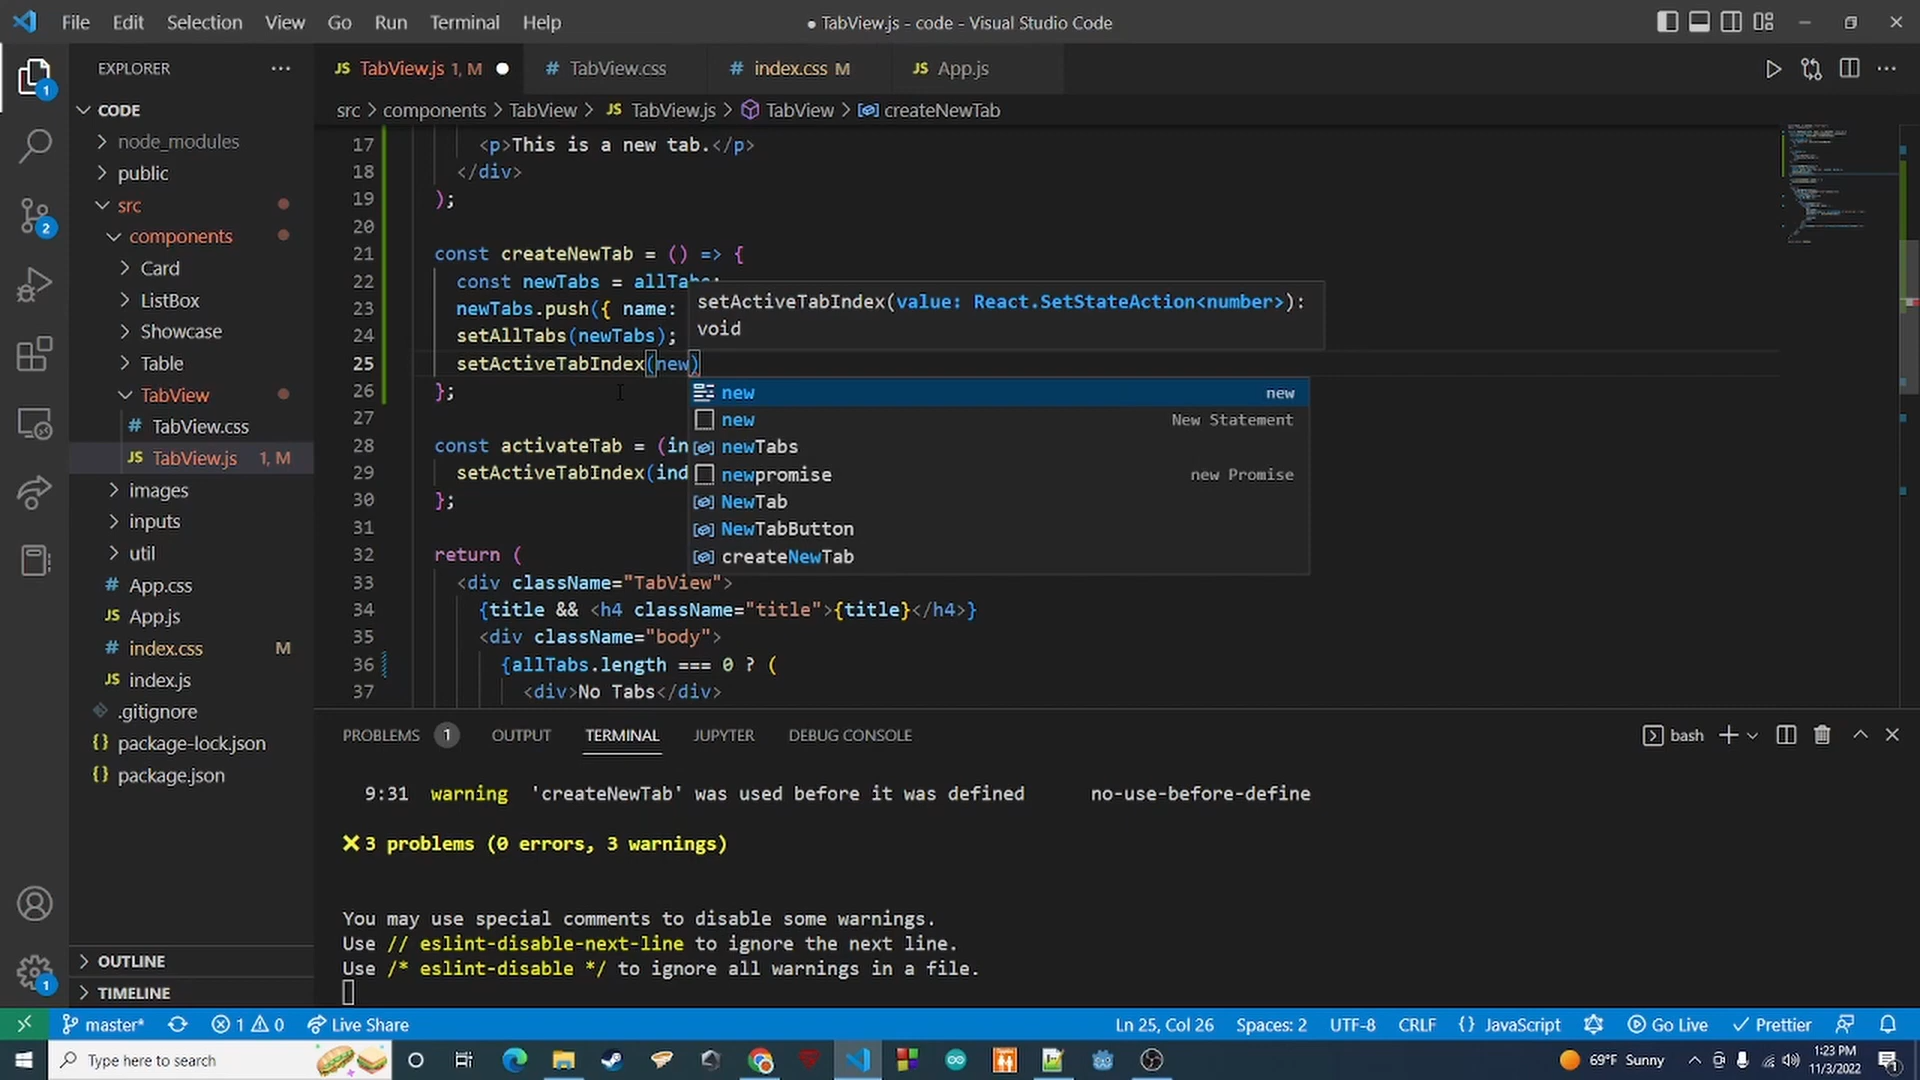 File Edit Selection View Go Run Terminal Help
● TabView.js - code - Visual Studio Code
EXPLORER
CODE
node_modules
public
src
components
Card
ListBox
Showcase
Table
TabView
# TabView.css
JS TabView.js 1, M
images
inputs
util
# App.css
JS App.js
# index.css M
JS index.js
.gitignore
{} package-lock.json
{} package.json
OUTLINE
TIMELINE
1
2
1
JS TabView.js 1, M ●
# TabView.css
# index.css M
JS App.js
src > components > TabView > JS TabView.js > TabView > createNewTab
17 <p>This is a new tab.</p>
18 </div>
19 );
20
21 const createNewTab = () => {
22 const newTabs = allTabs;
23 newTabs.push({ name:
24 setAllTabs(newTabs);
25 setActiveTabIndex(new)
26 };
27
28 const activateTab = (in
29 setActiveTabIndex(ind
30 };
31
32 return (
33 <div className="TabView">
34 {title && <h4 className="title">{title}</h4>}
35 <div className="body">
36 {allTabs.length === 0 ? (
37 <div>No Tabs</div>
setActiveTabIndex(value: React.SetStateAction<number>):
void
new new
new New Statement
newTabs
newpromise new Promise
NewTab
NewTabButton
createNewTab
PROBLEMS 1 OUTPUT TERMINAL JUPYTER DEBUG CONSOLE
bash
9:31 warning 'createNewTab' was used before it was defined no-use-before-define
3 problems (0 errors, 3 warnings)
You may use special comments to disable some warnings.
Use // eslint-disable-next-line to ignore the next line.
Use /* eslint-disable */ to ignore all warnings in a file.
master* 1 0 Live Share
Ln 25, Col 26 Spaces: 2 UTF-8 CRLF {} JavaScript Go Live Prettier
Type here to search
69°F Sunny
1:23 PM
11/3/2022
1